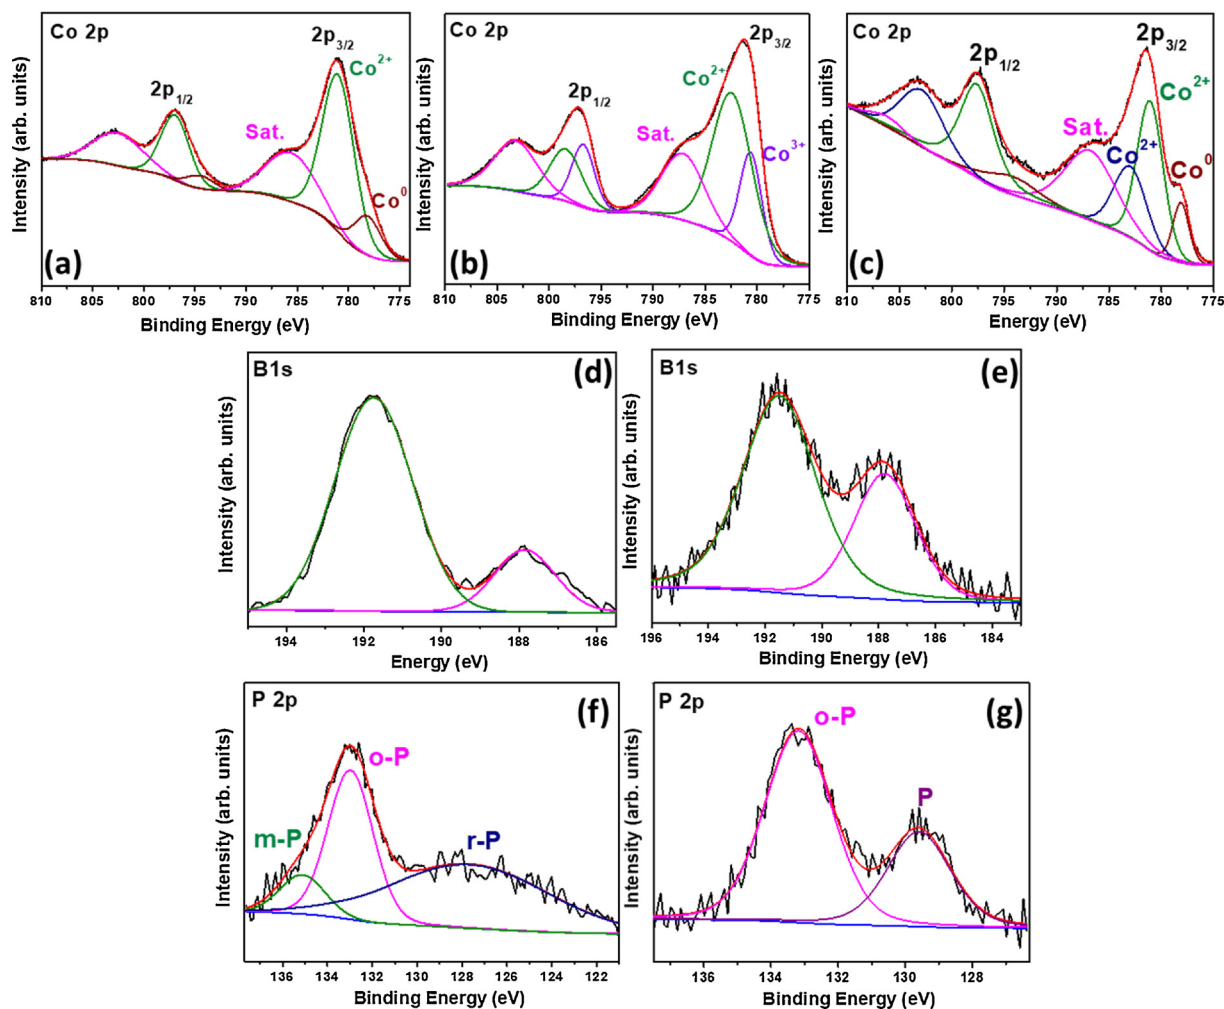 Co 2p
2p3/2
Co2+
2p1/2
Sat.
Co0
(a)
Intensity (arb. units)
810 805 800 795 790 785 780 775
Binding Energy (eV)
Co 2p
2p3/2
Co2+
2p1/2
Sat.
Co3+
(b)
Intensity (arb. units)
810 805 800 795 790 785 780 775
Binding Energy (eV)
Co 2p
2p3/2
2p1/2
Co2+
Sat.
Co2+
Co0
(c)
Intensity (arb. units)
810 805 800 795 790 785 780 775
Energy (eV)
B1s
(d)
Intensity (arb. units)
194 192 190 188 186
Energy (eV)
B1s
(e)
Intensity (arb. units)
196 194 192 190 188 186 184
Binding Energy (eV)
P 2p
(f)
o-P
m-P
r-P
Intensity (arb. units)
136 134 132 130 128 126 124 122
Binding Energy (eV)
P 2p
(g)
o-P
P
Intensity (arb. units)
136 134 132 130 128
Binding Energy (eV)